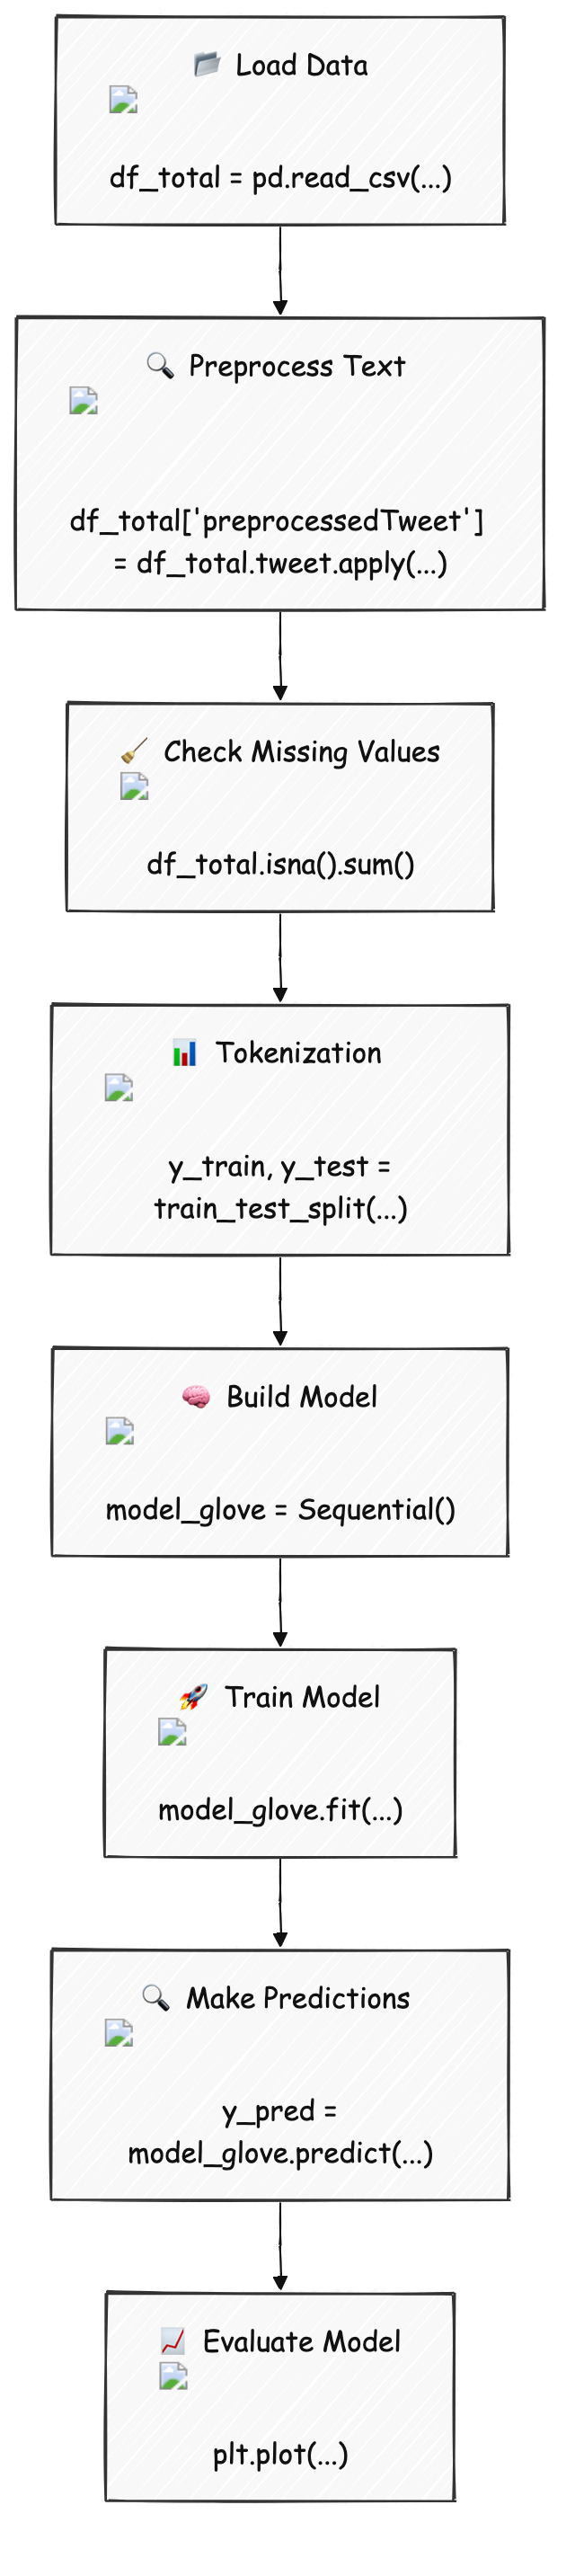 📂 Load Data
df_total = pd.read_csv(...)
🔍 Preprocess Text
df_total['preprocessedTweet']
= df_total.tweet.apply(...)
🧹 Check Missing Values
df_total.isna().sum()
📊 Tokenization
y_train, y_test =
train_test_split(...)
🧠 Build Model
model_glove = Sequential()
🚀 Train Model
model_glove.fit(...)
🔍 Make Predictions
y_pred =
model_glove.predict(...)
📈 Evaluate Model
plt.plot(...)